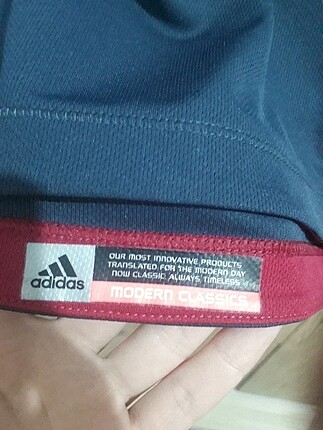 adidas
OUR MOST INNOVATIVE PRODUCTS
TRANSLATED FOR THE MODERN DAY
NOW CLASSIC. ALWAYS TIMELESS.
MODERN CLASSICS